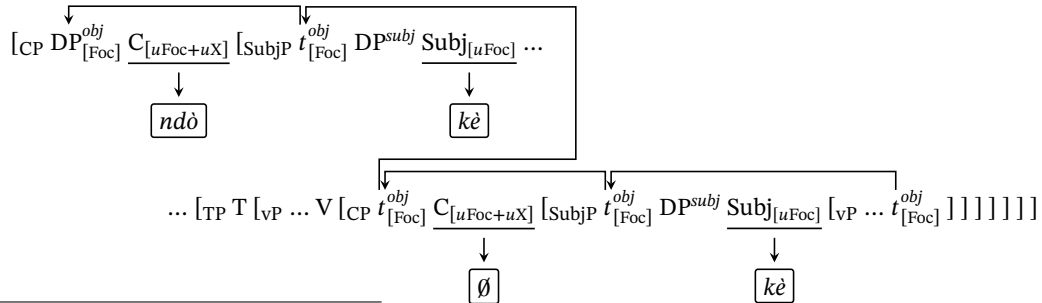 [CP DP^obj_[Foc] C_[uFoc+uX] [SubjP t^obj_[Foc] DP^subj Subj_[uFoc] ...
ndò kè
... [TP T [vP ... V [CP t^obj_[Foc] C_[uFoc+uX] [SubjP t^obj_[Foc] DP^subj Subj_[uFoc] [vP ... t^obj_[Foc] ] ] ] ] ] ] ]
Ø kè